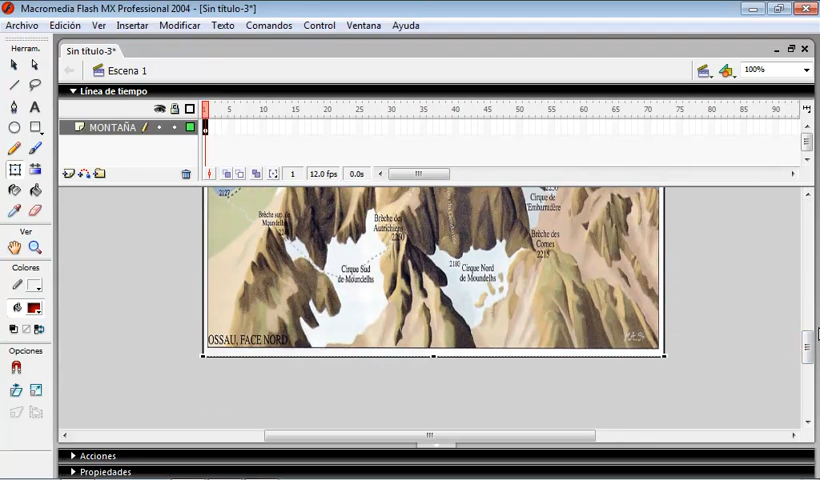 Macromedia Flash MX Professional 2004 - [Sin título-3*]
Archivo Edición Ver Insertar Modificar Texto Comandos Control Ventana Ayuda
Herram.
Sin título-3*
Escena 1
100%
Línea de tiempo
1 5 10 15 20 25 30 35 40 45 50 55 60 65 70 75 80 85 90
MONTAÑA
1 12.0 fps 0.0s
2127
Cirque de
l'Embarradère
Brèche des
Autrichiens
2280
Brèche des
Cornes
2215
2180
Cirque Sud
de Moundelhs
Cirque Nord
de Moundelhs
OSSAU, FACE NORD
Ver
Colores
Opciones
Acciones
Propiedades